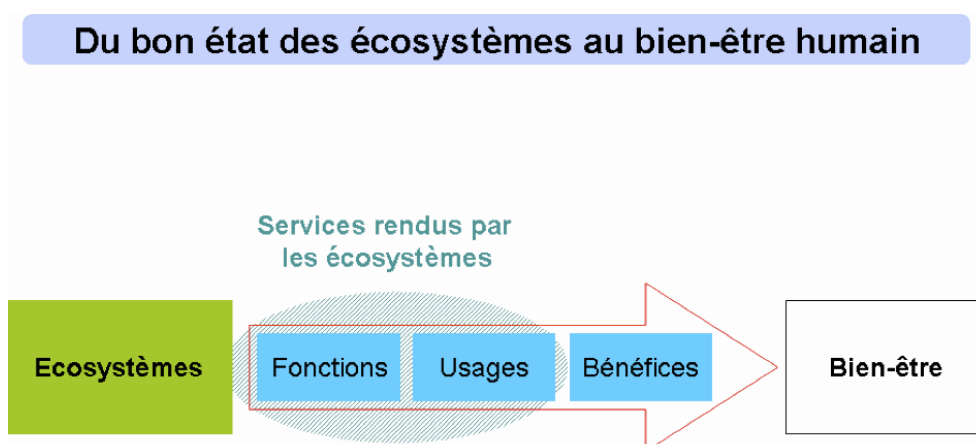 Du bon état des écosystèmes au bien-être humain
Services rendus par
les écosystèmes
Ecosystèmes
Fonctions
Usages
Bénéfices
Bien-être